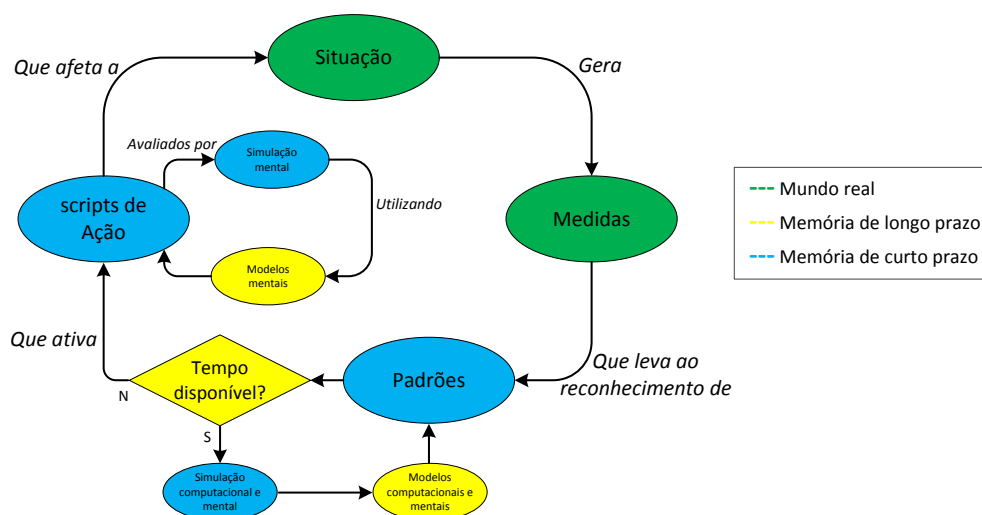 Situação
Que afeta a
Gera
Avaliados por
Simulação
mental
Utilizando
scripts de
Ação
Medidas
Modelos
mentais
Mundo real
Memória de longo prazo
Memória de curto prazo
Que ativa
Tempo
disponível?
Padrões
Que leva ao
reconhecimento de
N
S
Simulação
computacional e
mental
Modelos
computacionais e
mentais